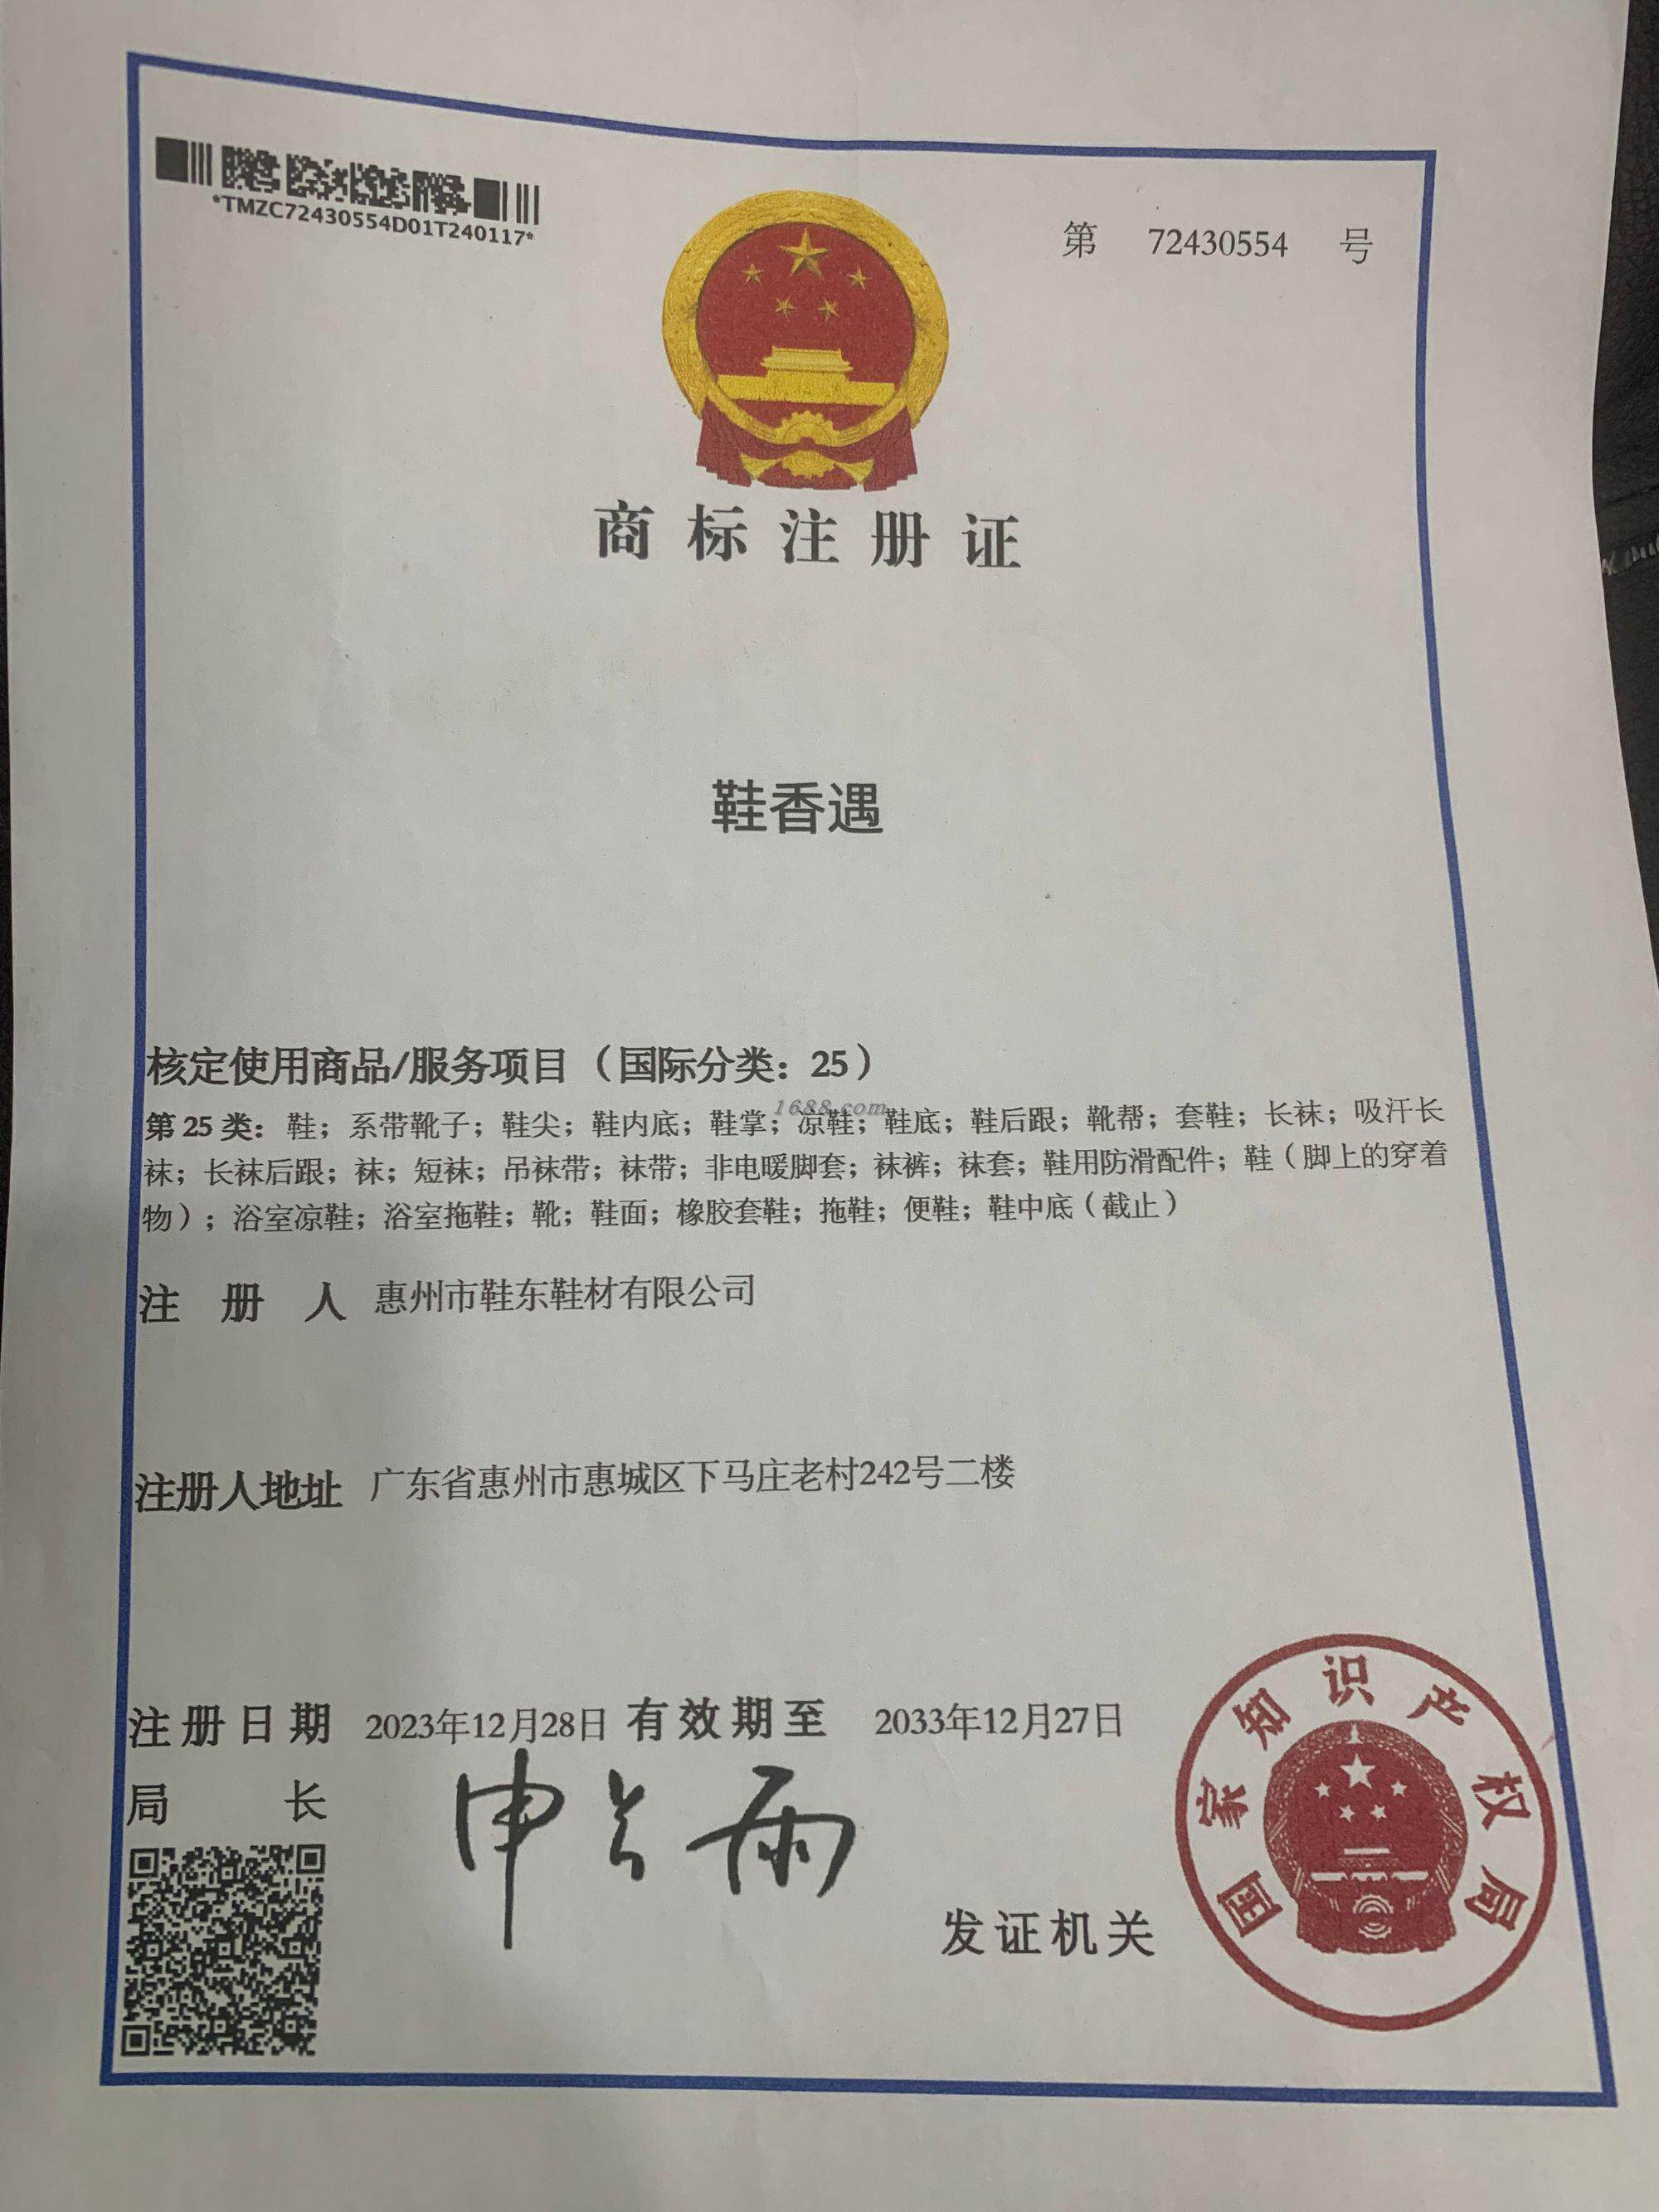 *TMZC72430554D01T240117*
第 72430554 号
商标注册证
鞋香遇
核定使用商品/服务项目（国际分类：25）
1688.com
第25类：鞋；系带靴子；鞋尖；鞋内底；鞋掌；凉鞋；鞋底；鞋后跟；靴帮；套鞋；长袜；吸汗长
袜；长袜后跟；袜；短袜；吊袜带；袜带；非电暖脚套；袜裤；袜套；鞋用防滑配件；鞋（脚上的穿着
物）；浴室凉鞋；浴室拖鞋；靴；鞋面；橡胶套鞋；拖鞋；便鞋；鞋中底（截止）
注册人 惠州市鞋东鞋材有限公司
注册人地址 广东省惠州市惠城区下马庄老村242号二楼
注册日期 2023年12月28日 有效期至 2033年12月27日
局长 申长雨
发证机关
国家知识产权局